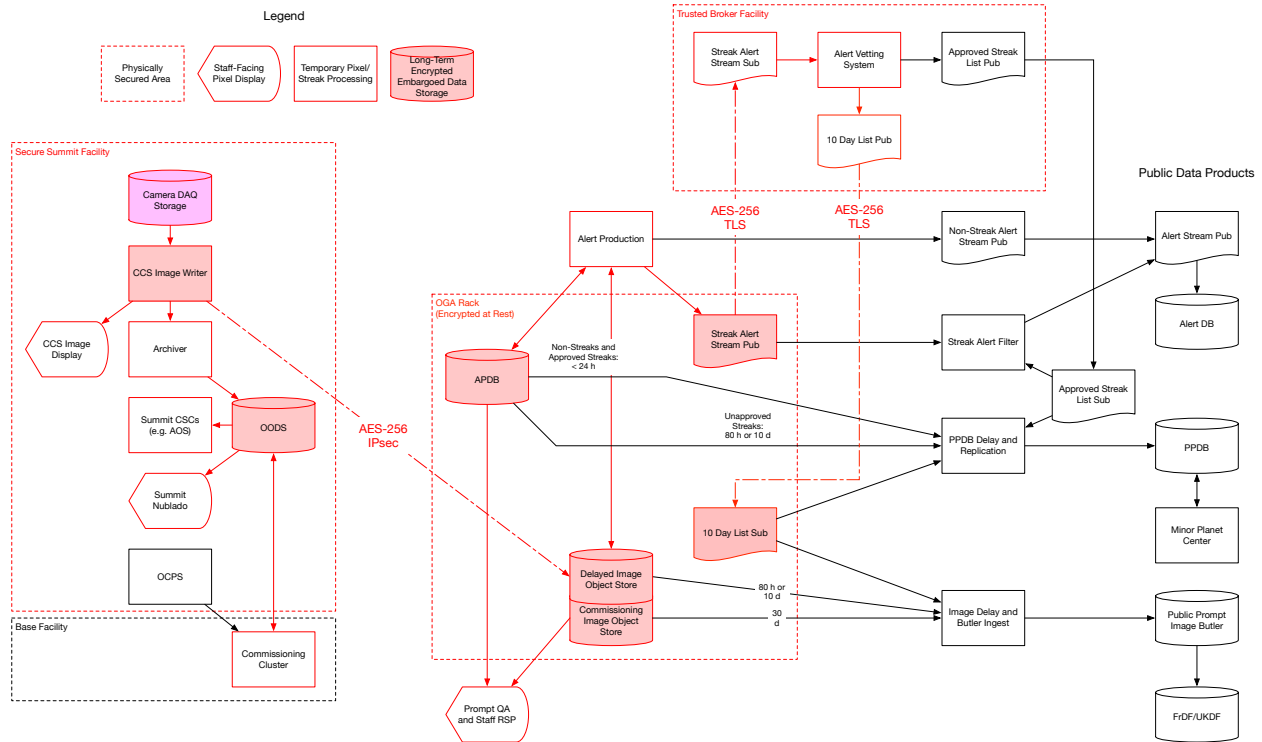 Legend
Physically
Secured Area
Staff-Facing
Pixel Display
Temporary Pixel/
Streak Processing
Long-Term
Encrypted
Embargoed Data
Storage
Trusted Broker Facility
Streak Alert
Stream Sub
Alert Vetting
System
Approved Streak
List Pub
10 Day List Pub
Secure Summit Facility
Camera DAQ
Storage
CCS Image Writer
CCS Image
Display
Archiver
Summit CSCs
(e.g. AOS)
OODS
Summit
Nublado
OCPS
Base Facility
Commissioning
Cluster
AES-256
IPsec
AES-256
TLS
AES-256
TLS
Alert Production
OGA Rack
(Encrypted at Rest)
Streak Alert
Stream Pub
Non-Streaks and
Approved Streaks:
< 24 h
APDB
Unapproved
Streaks:
80 h or 10 d
10 Day List Sub
Delayed Image
Object Store
Commissioning
Image Object
Store
80 h or
10 d
30
d
Prompt QA
and Staff RSP
Public Data Products
Non-Streak Alert
Stream Pub
Alert Stream Pub
Alert DB
Streak Alert Filter
Approved Streak
List Sub
PPDB Delay and
Replication
PPDB
Minor Planet
Center
Image Delay and
Butler Ingest
Public Prompt
Image Butler
FrDF/UKDF